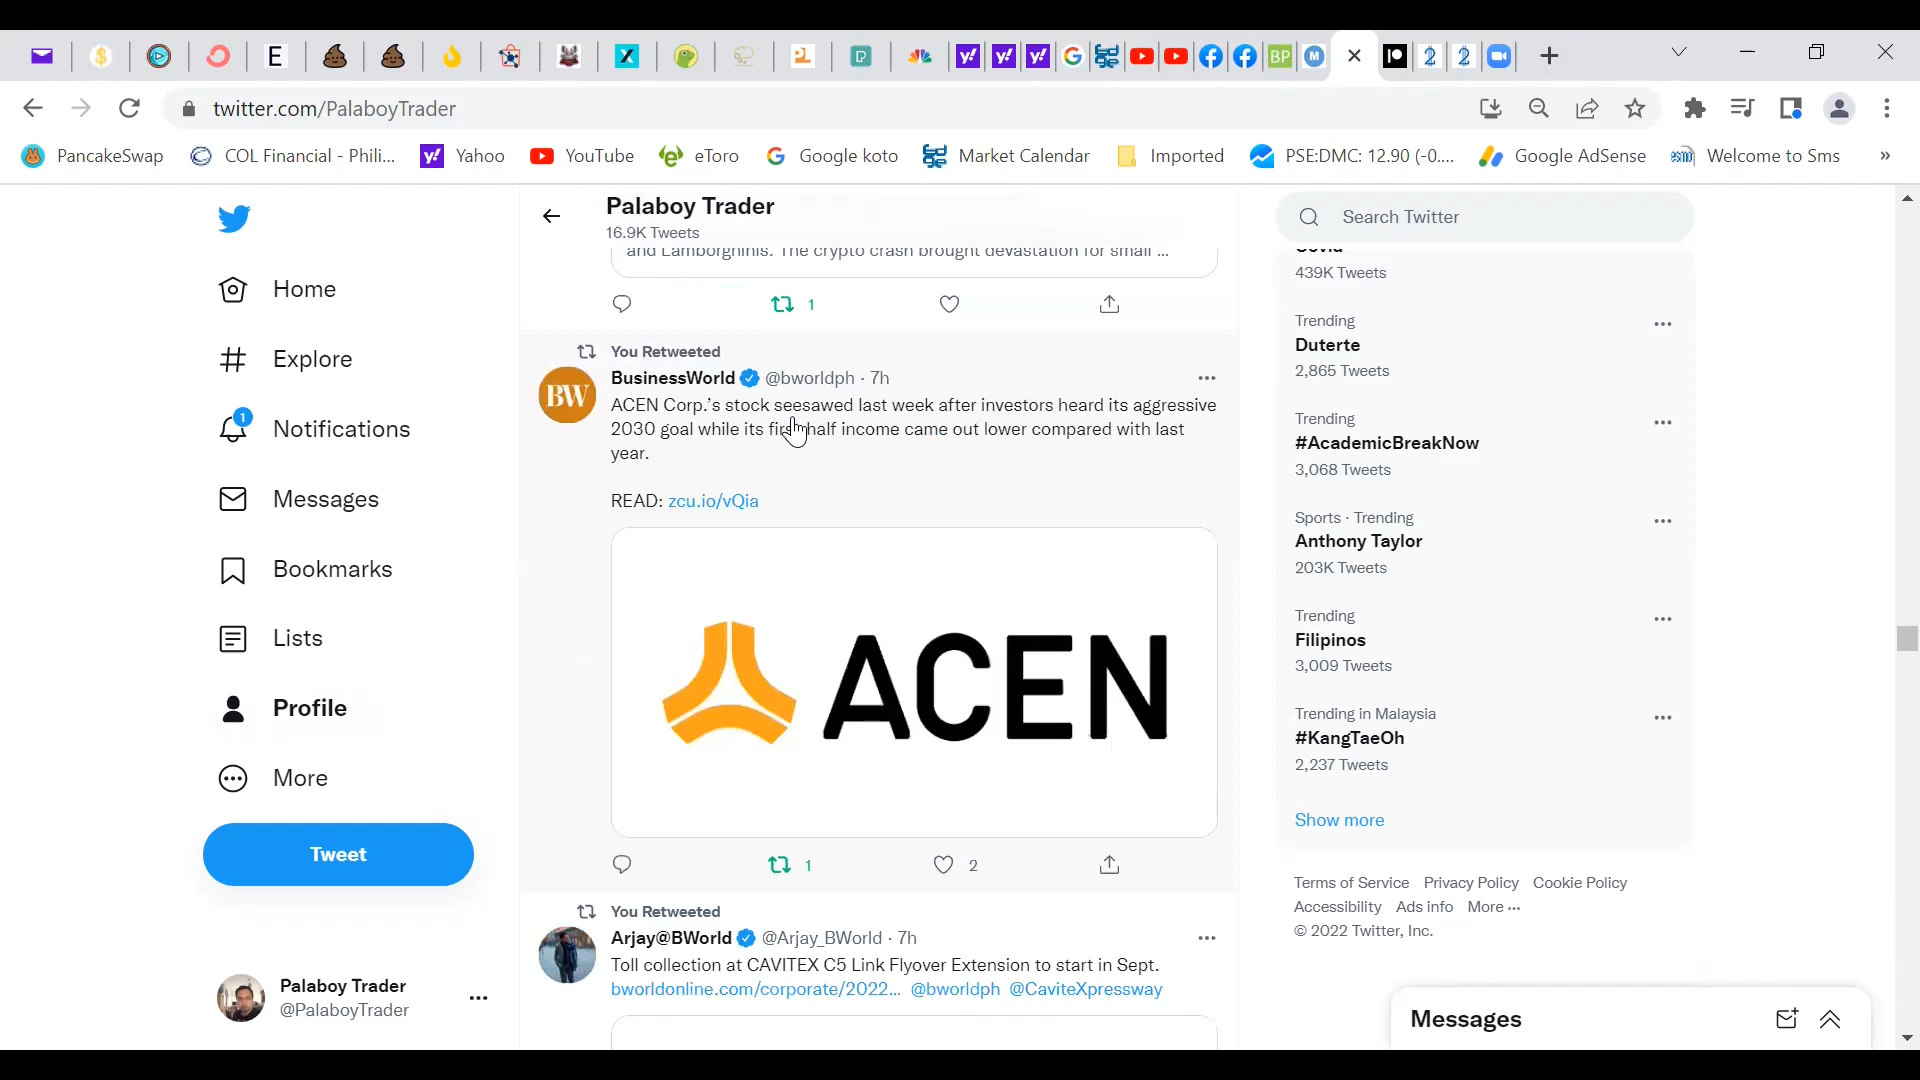 twitter.com/PalaboyTrader
PancakeSwap
COL Financial - Phili...
Yahoo
YouTube
eToro
Google koto
Market Calendar
Imported
PSE:DMC: 12.90 (-0....
Google AdSense
Welcome to Sms
»
Home
Explore
1
Notifications
Messages
Bookmarks
Lists
Profile
More
Tweet
Palaboy Trader
@PalaboyTrader
Palaboy Trader
16.9K Tweets
and Lamborghinis. The crypto crash brought devastation for small ...
1
You Retweeted
BW
BusinessWorld @bworldph · 7h
ACEN Corp.'s stock seesawed last week after investors heard its aggressive
2030 goal while its first-half income came out lower compared with last
year.
READ: zcu.io/vQia
ACEN
1
2
You Retweeted
Arjay@BWorld @Arjay_BWorld · 7h
Toll collection at CAVITEX C5 Link Flyover Extension to start in Sept.
bworldonline.com/corporate/2022... @bworldph @CaviteXpressway
Search Twitter
Covid
439K Tweets
Trending
Duterte
2,865 Tweets
Trending
#AcademicBreakNow
3,068 Tweets
Sports · Trending
Anthony Taylor
203K Tweets
Trending
Filipinos
3,009 Tweets
Trending in Malaysia
#KangTaeOh
2,237 Tweets
Show more
Terms of Service Privacy Policy Cookie Policy
Accessibility Ads info More ···
© 2022 Twitter, Inc.
Messages